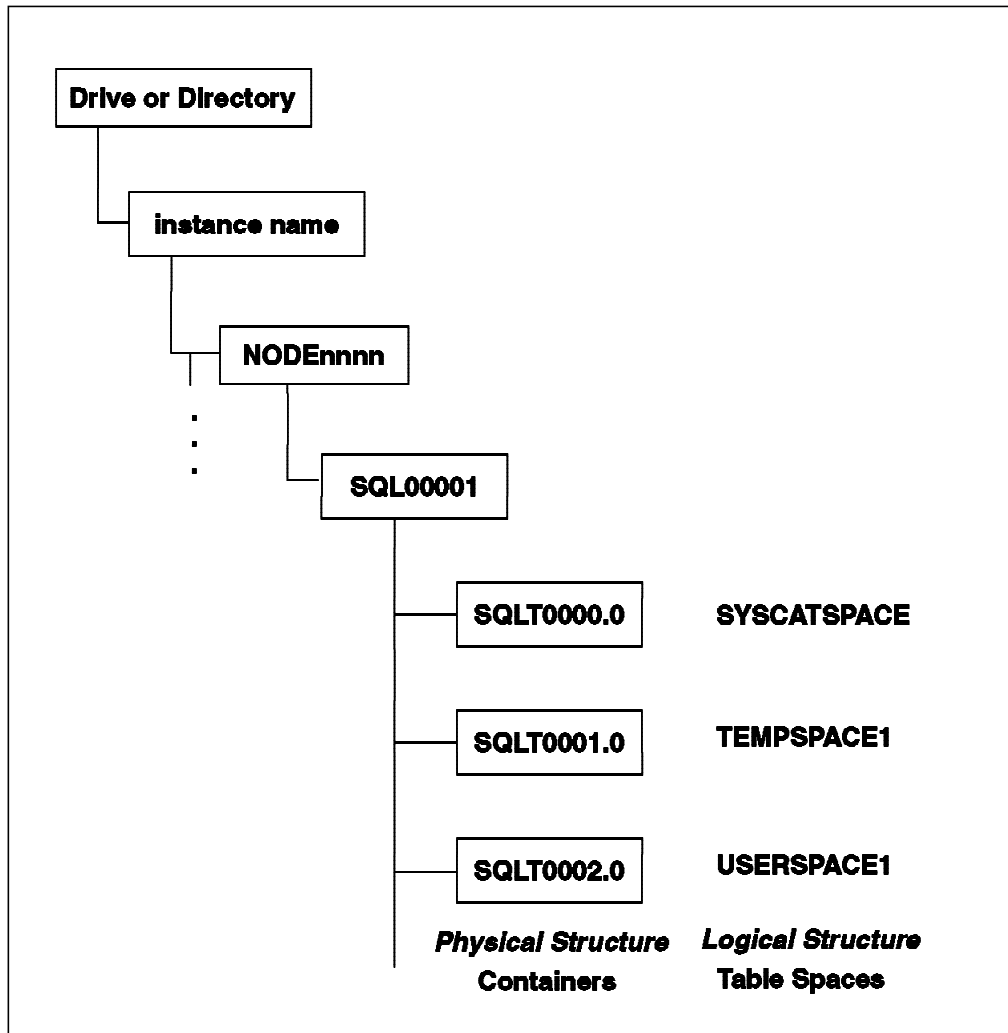 Drive or Directory
instance name
NODEnnnn
SQL00001
SQLT0000.0 SYSCATSPACE
SQLT0001.0 TEMPSPACE1
SQLT0002.0 USERSPACE1
Physical Structure Logical Structure
Containers Table Spaces